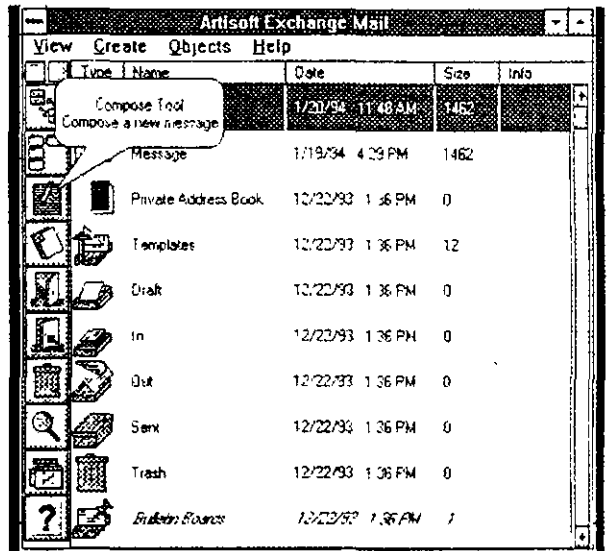 Artisoft Exchange Mail
View Create Objects Help
Type Name Date Size Info
Compose Tool
Compose a new message
1/20/94 11:48 AM 1462
Message 1/19/94 4:29 PM 1462
Private Address Book 12/22/93 1:36 PM 0
Templates 12/22/93 1:36 PM 12
Draft 12/22/93 1:36 PM 0
In 12/22/93 1:36 PM 0
Out 12/22/93 1:36 PM 0
Sent 12/22/93 1:36 PM 0
Trash 12/22/93 1:36 PM 0
? Bulletin Boards 12/22/93 1:36 PM 1